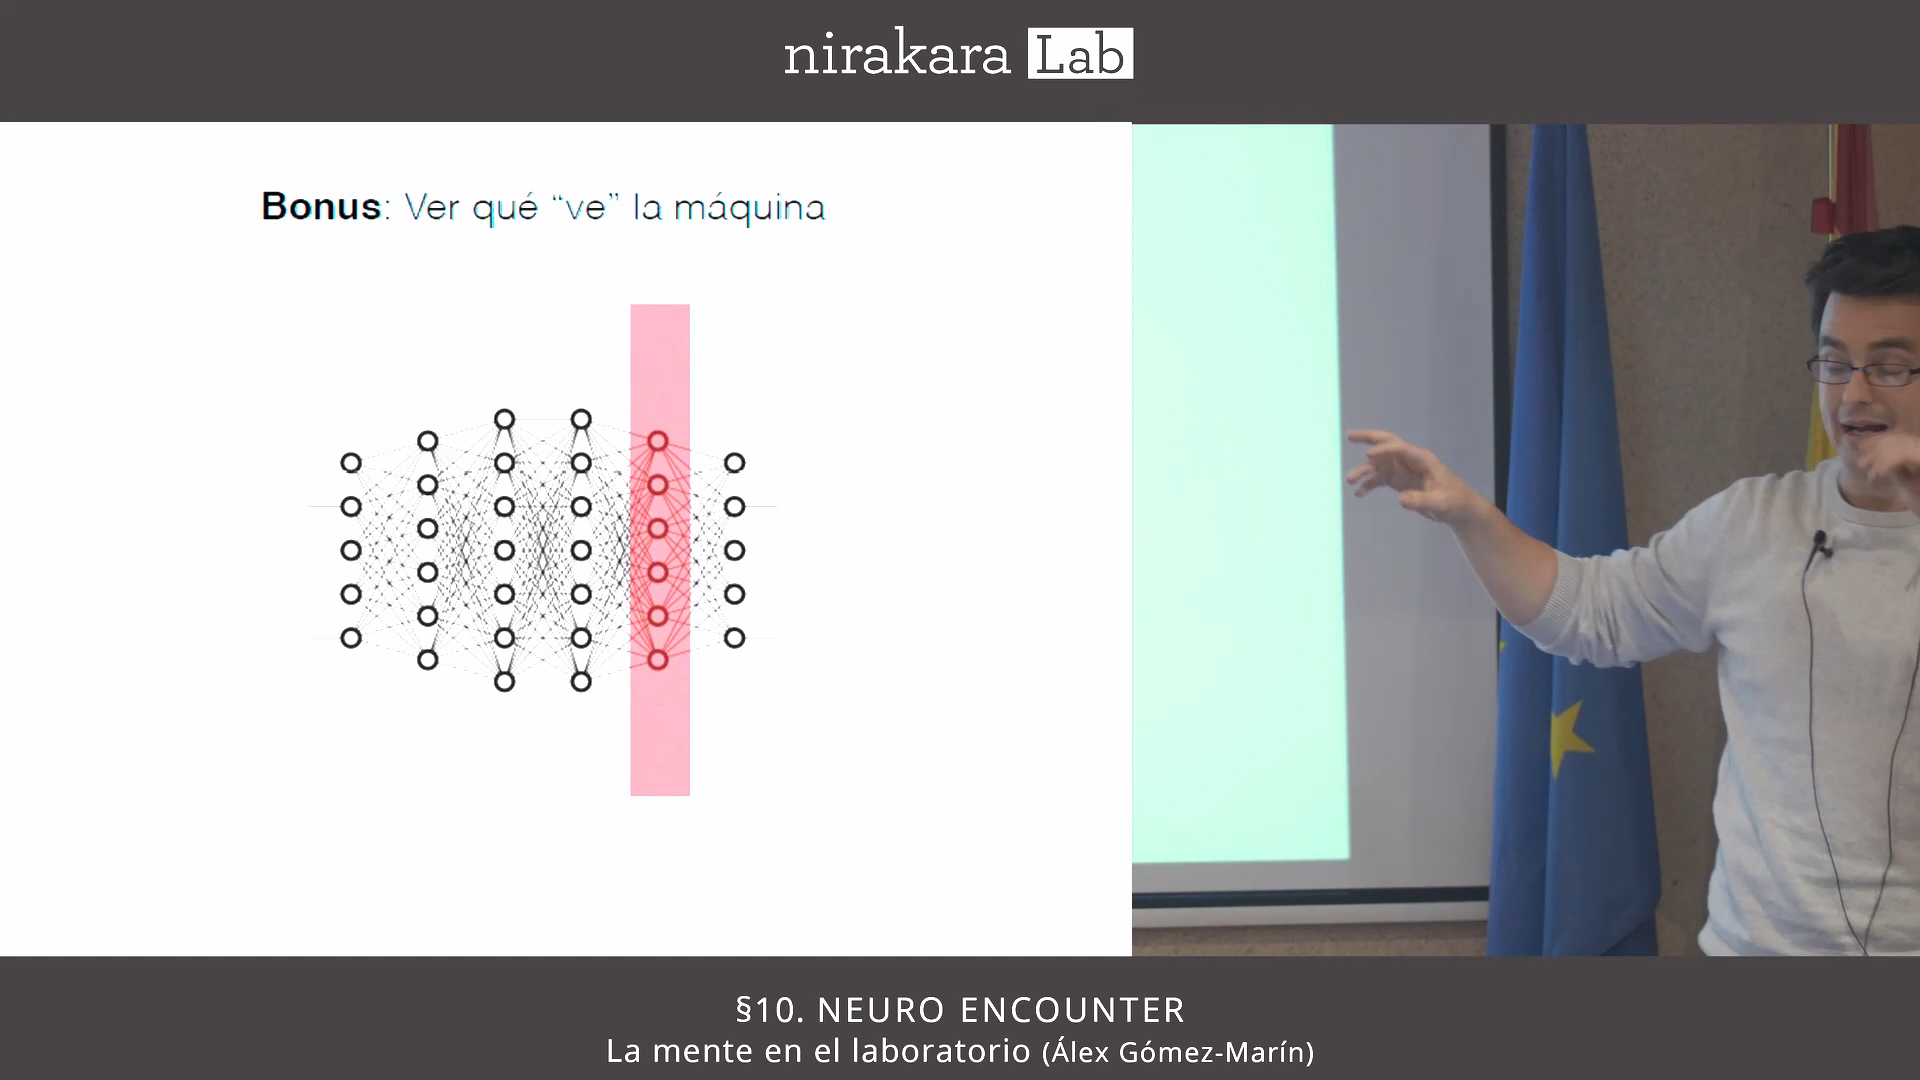 nirakara Lab
Bonus: Ver qué “ve” la máquina
§10. NEURO ENCOUNTER
La mente en el laboratorio (Álex Gómez-Marín)